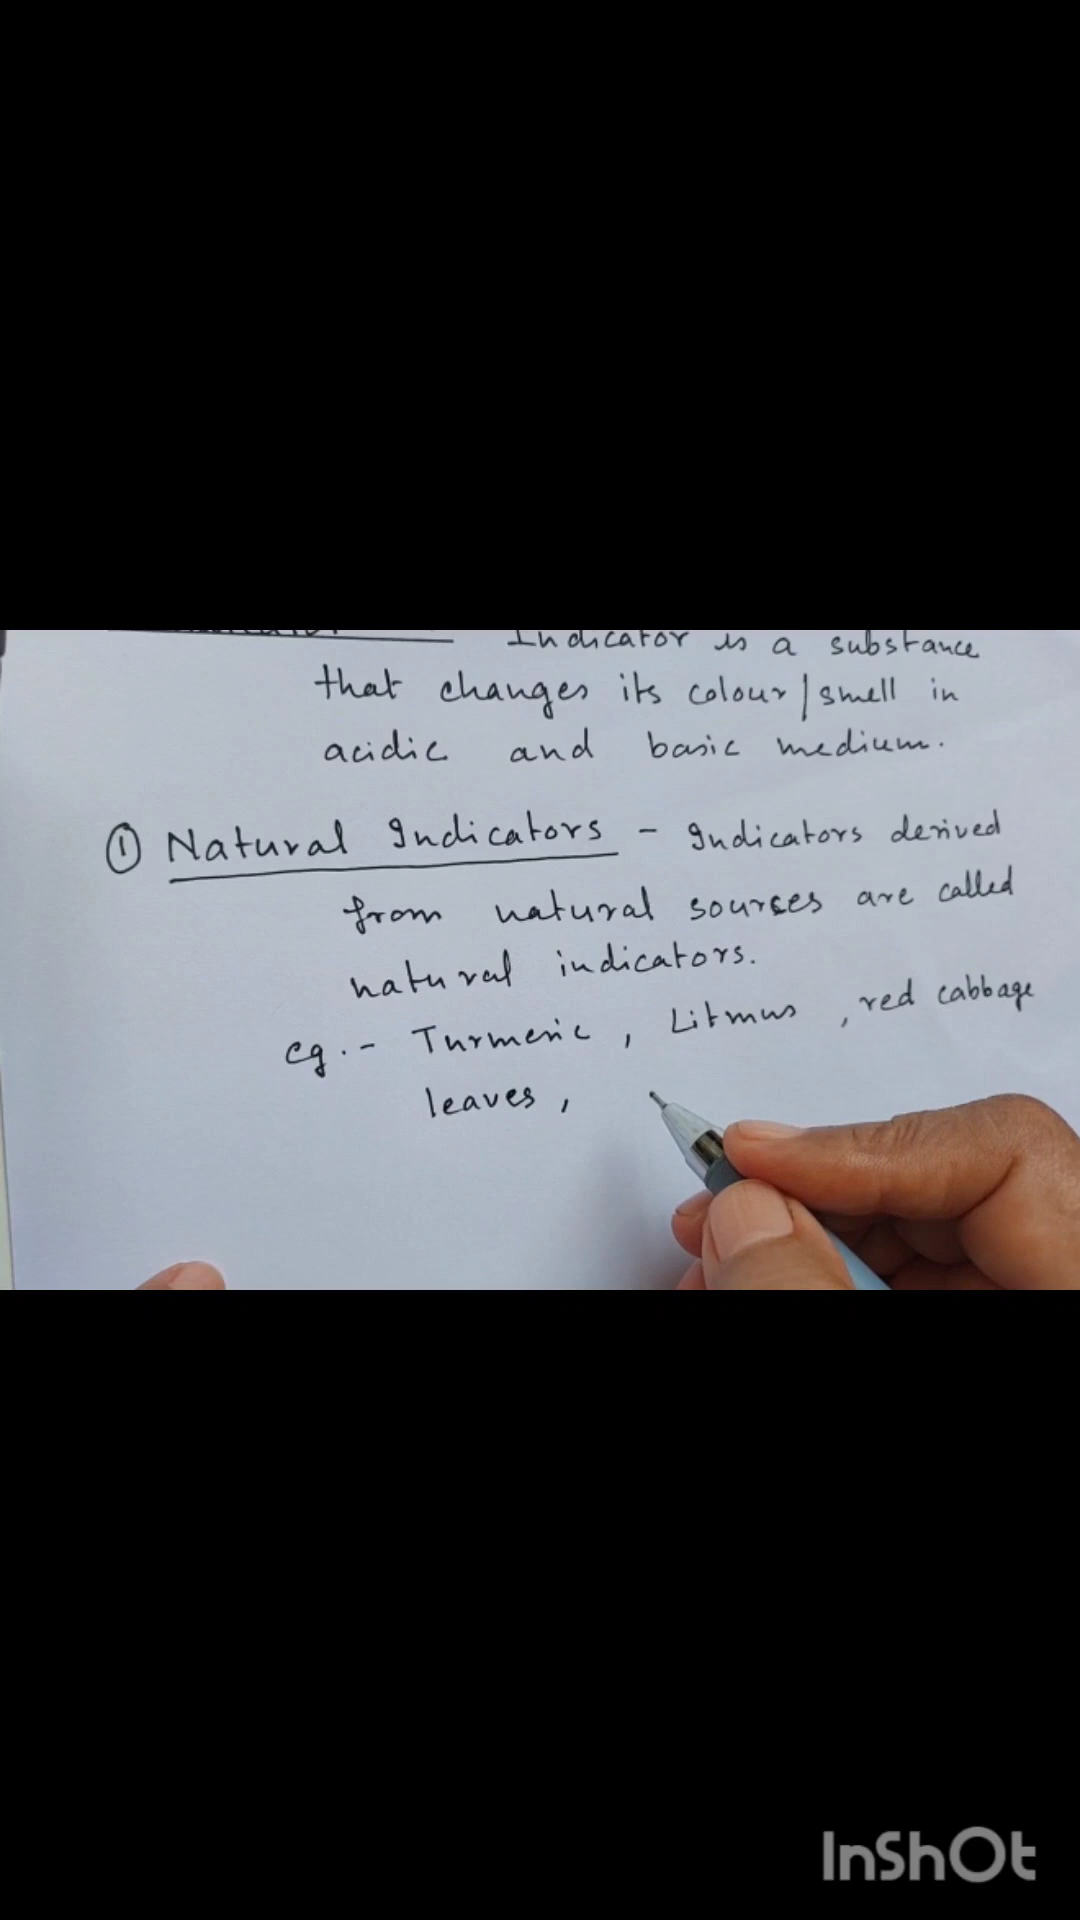 Indicator is a substance
that changes its colour/smell in
acidic and basic medium.
① Natural Indicators - Indicators derived
from natural sources are called
natural indicators.
eg.- Turmeric, Litmus, red cabbage
leaves,
InShOt